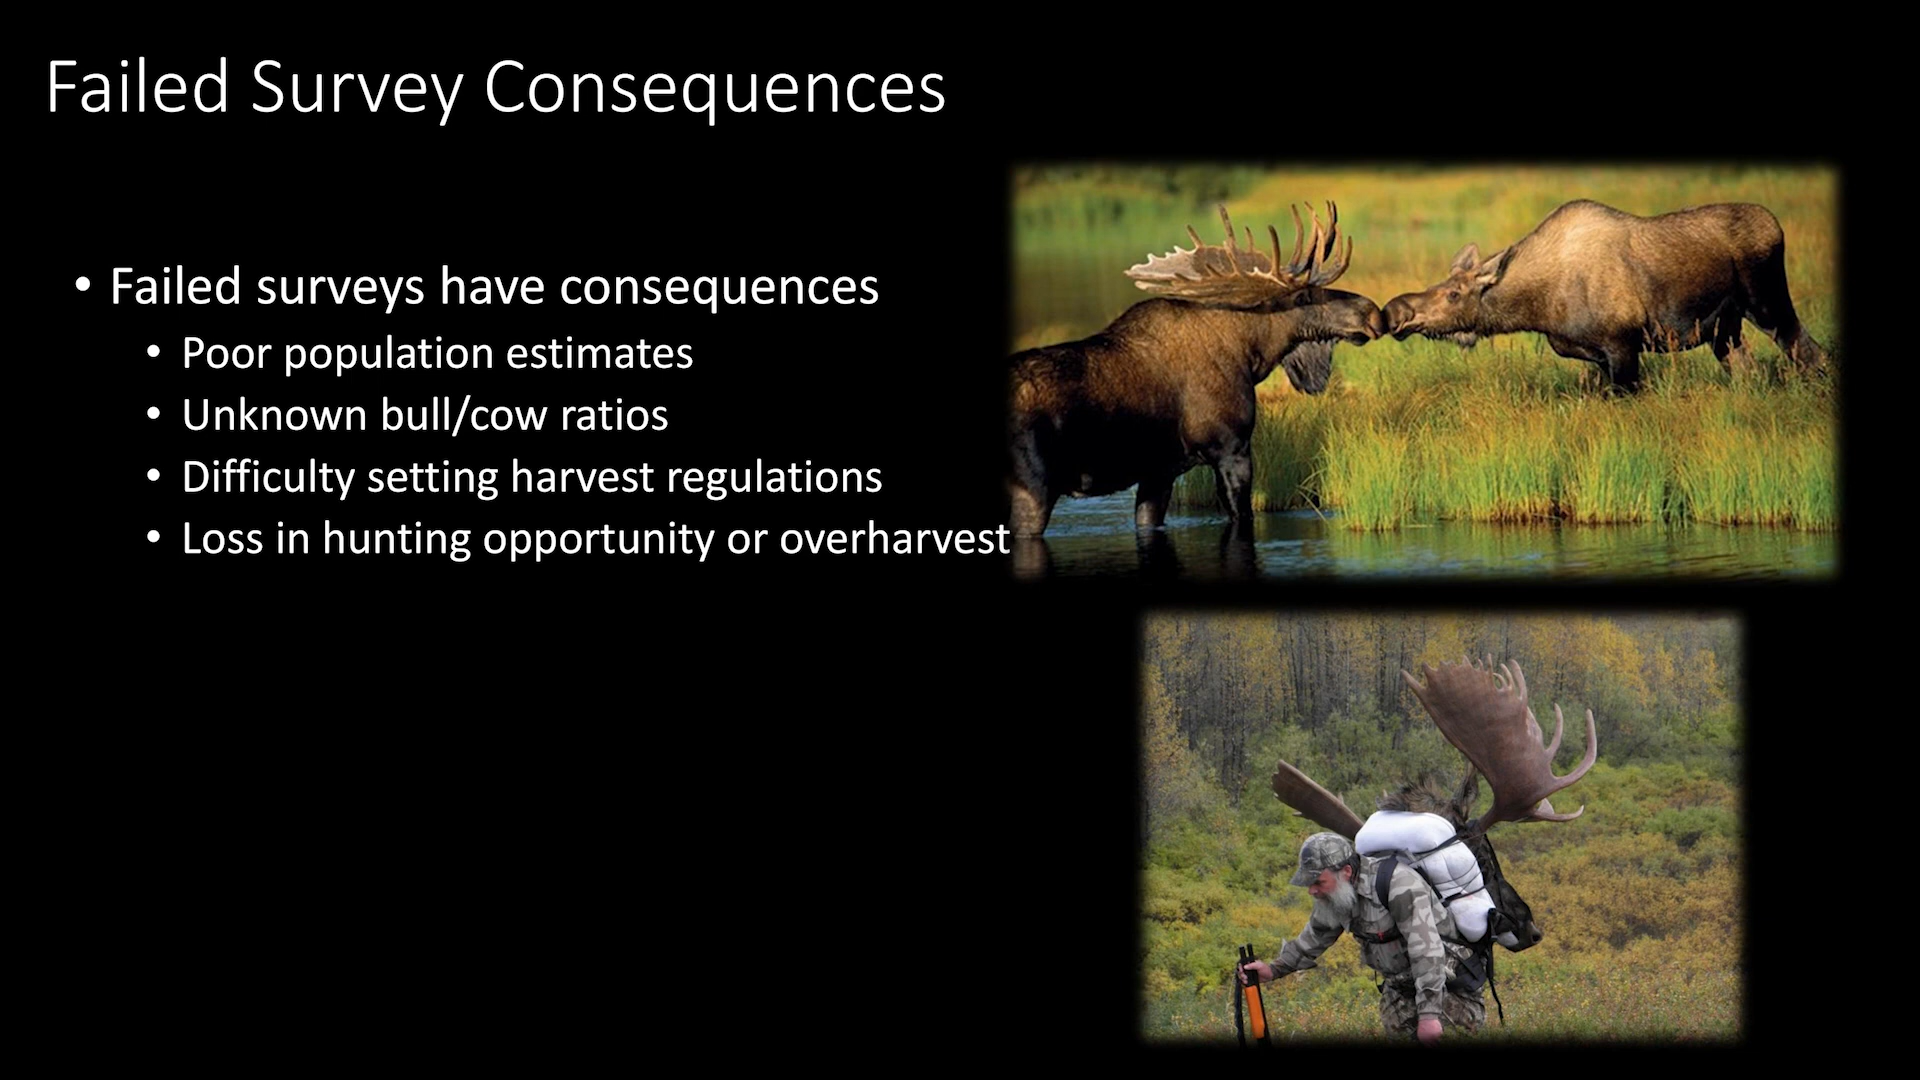 Failed Survey Consequences
• Failed surveys have consequences
• Poor population estimates
• Unknown bull/cow ratios
• Difficulty setting harvest regulations
• Loss in hunting opportunity or overharvest